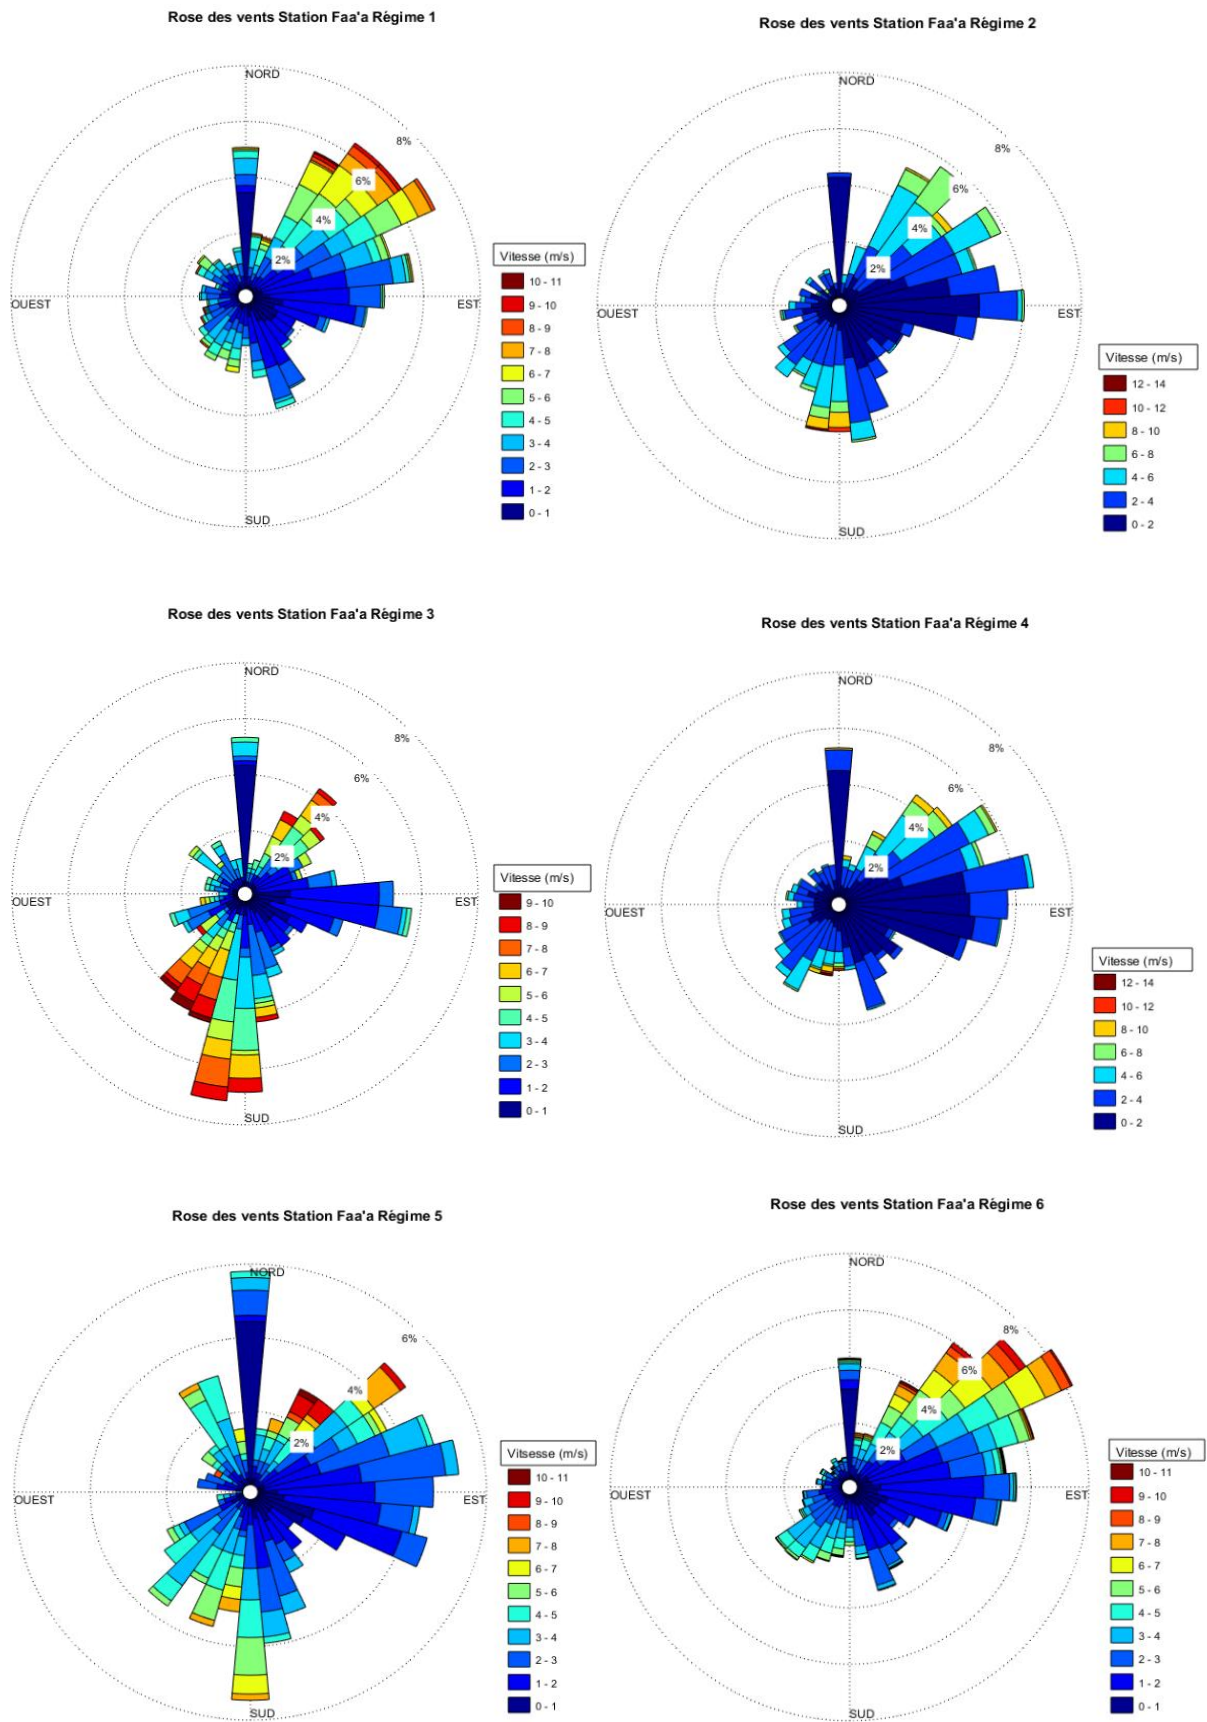 Rose des vents Station Faa'a Régime 1
NORD
8%
6%
4%
2%
OUEST
EST
SUD
Vitesse (m/s)
10 - 11
9 - 10
8 - 9
7 - 8
6 - 7
5 - 6
4 - 5
3 - 4
2 - 3
1 - 2
0 - 1
Rose des vents Station Faa'a Régime 2
NORD
8%
6%
4%
2%
OUEST
EST
SUD
Vitesse (m/s)
12 - 14
10 - 12
8 - 10
6 - 8
4 - 6
2 - 4
0 - 2
Rose des vents Station Faa'a Régime 3
NORD
8%
6%
4%
2%
OUEST
EST
SUD
Vitesse (m/s)
9 - 10
8 - 9
7 - 8
6 - 7
5 - 6
4 - 5
3 - 4
2 - 3
1 - 2
0 - 1
Rose des vents Station Faa'a Régime 4
NORD
8%
6%
4%
2%
OUEST
EST
SUD
Vitesse (m/s)
12 - 14
10 - 12
8 - 10
6 - 8
4 - 6
2 - 4
0 - 2
Rose des vents Station Faa'a Régime 5
NORD
6%
4%
2%
OUEST
EST
SUD
Vitsesse (m/s)
10 - 11
9 - 10
8 - 9
7 - 8
6 - 7
5 - 6
4 - 5
3 - 4
2 - 3
1 - 2
0 - 1
Rose des vents Station Faa'a Régime 6
NORD
8%
6%
4%
2%
OUEST
EST
SUD
Vitesse (m/s)
10 - 11
9 - 10
8 - 9
7 - 8
6 - 7
5 - 6
4 - 5
3 - 4
2 - 3
1 - 2
0 - 1